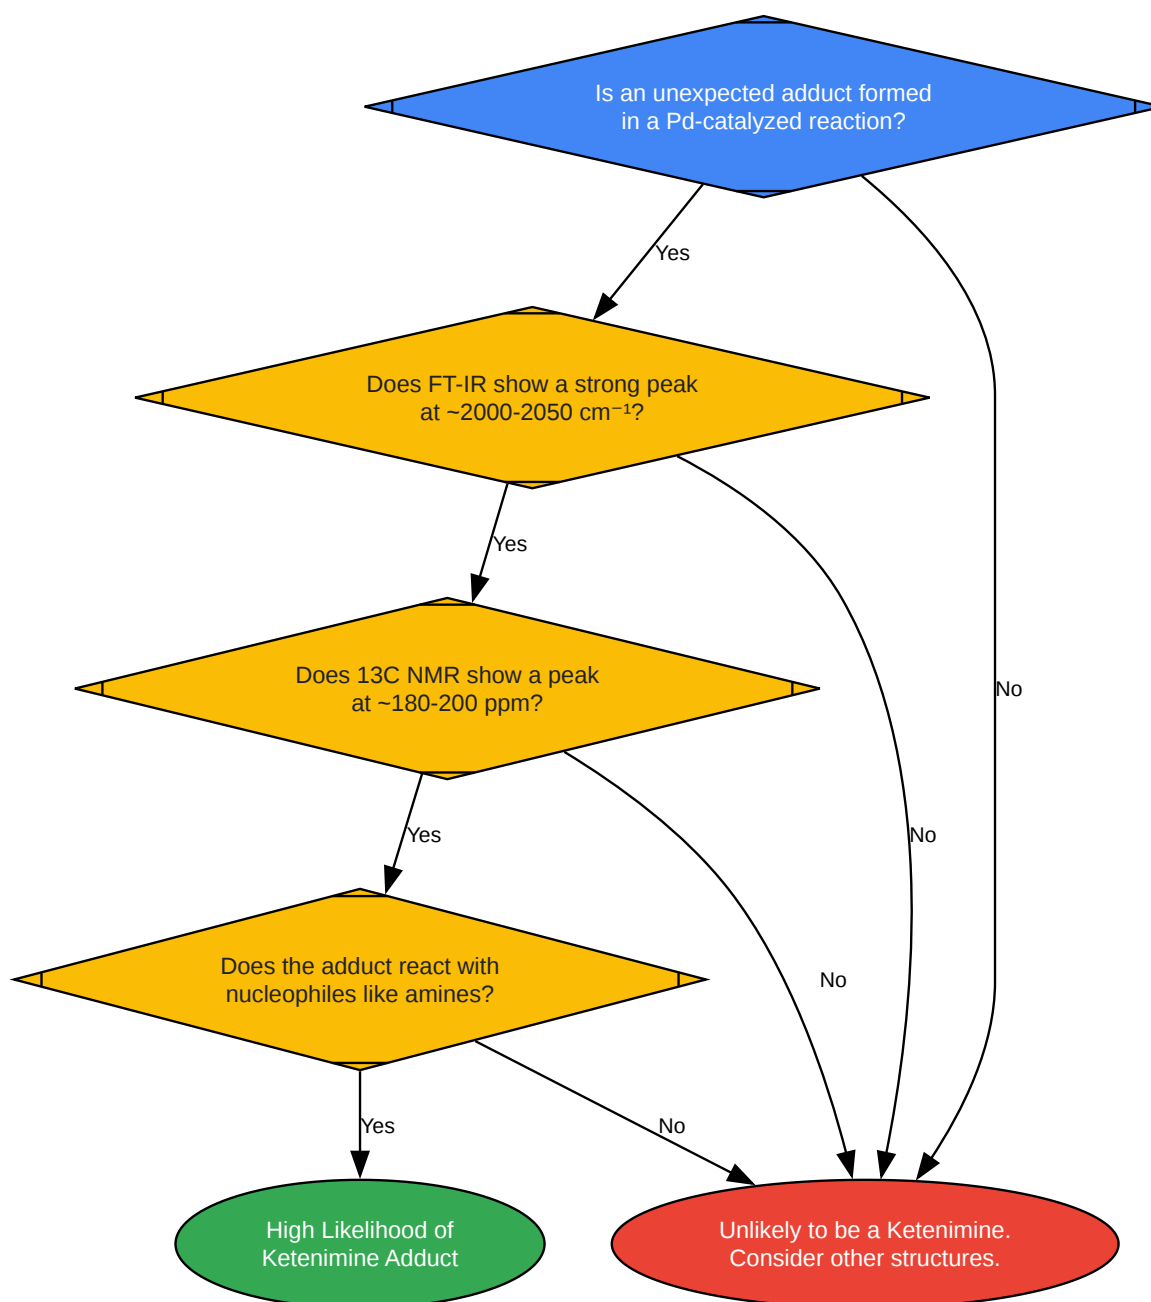 Is an unexpected adduct formed
in a Pd-catalyzed reaction?
Yes
Does FT-IR show a strong peak
at ~2000-2050 cm⁻¹?
Yes
Does 13C NMR show a peak
at ~180-200 ppm?
No
Yes
No
Does the adduct react with
nucleophiles like amines?
No
Yes
No
High Likelihood of
Ketenimine Adduct
Unlikely to be a Ketenimine.
Consider other structures.